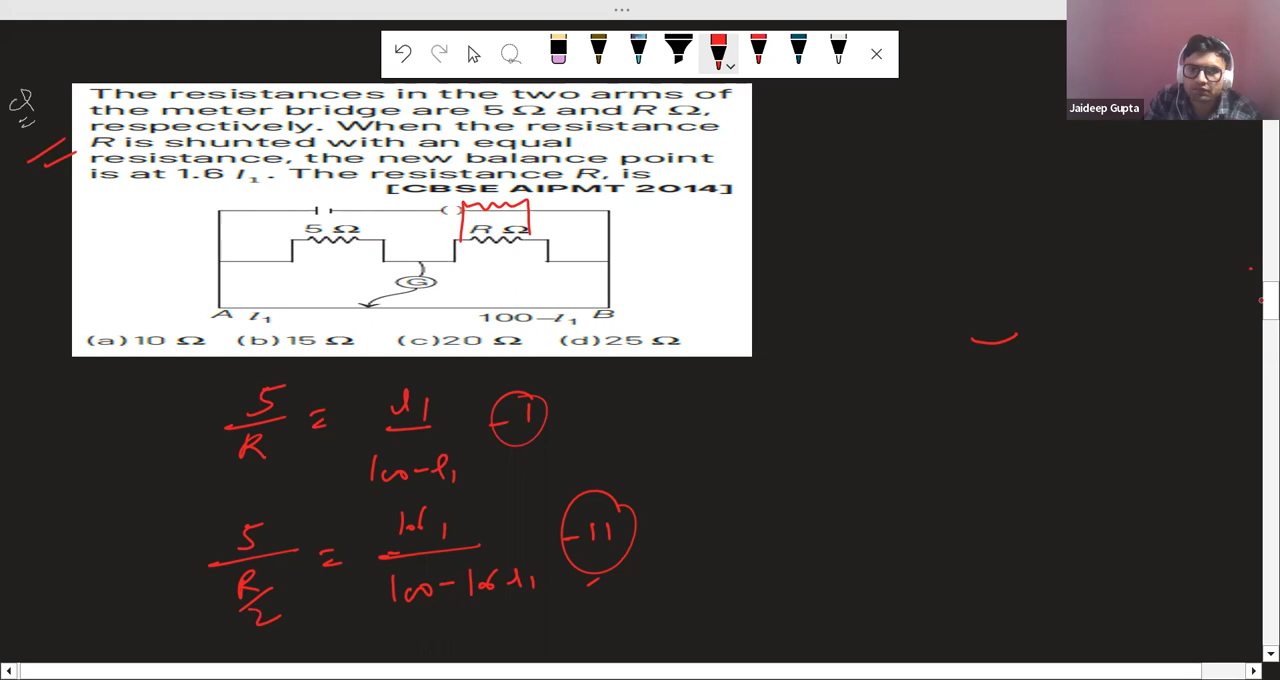 Jaideep Gupta
The resistances in the two arms of
the meter bridge are 5 Ω and R Ω,
respectively. When the resistance
R is shunted with an equal
resistance, the new balance point
is at 1.6 l₁. The resistance R, is
[CBSE AIPMT 2014]
5 Ω R Ω
G
A l₁ 100–l₁ B
(a) 10 Ω (b) 15 Ω (c) 20 Ω (d) 25 Ω
5/R = l₁/100-l₁ -I
5/(R/2) = 1.6 l₁/100-1.6 l₁ -II